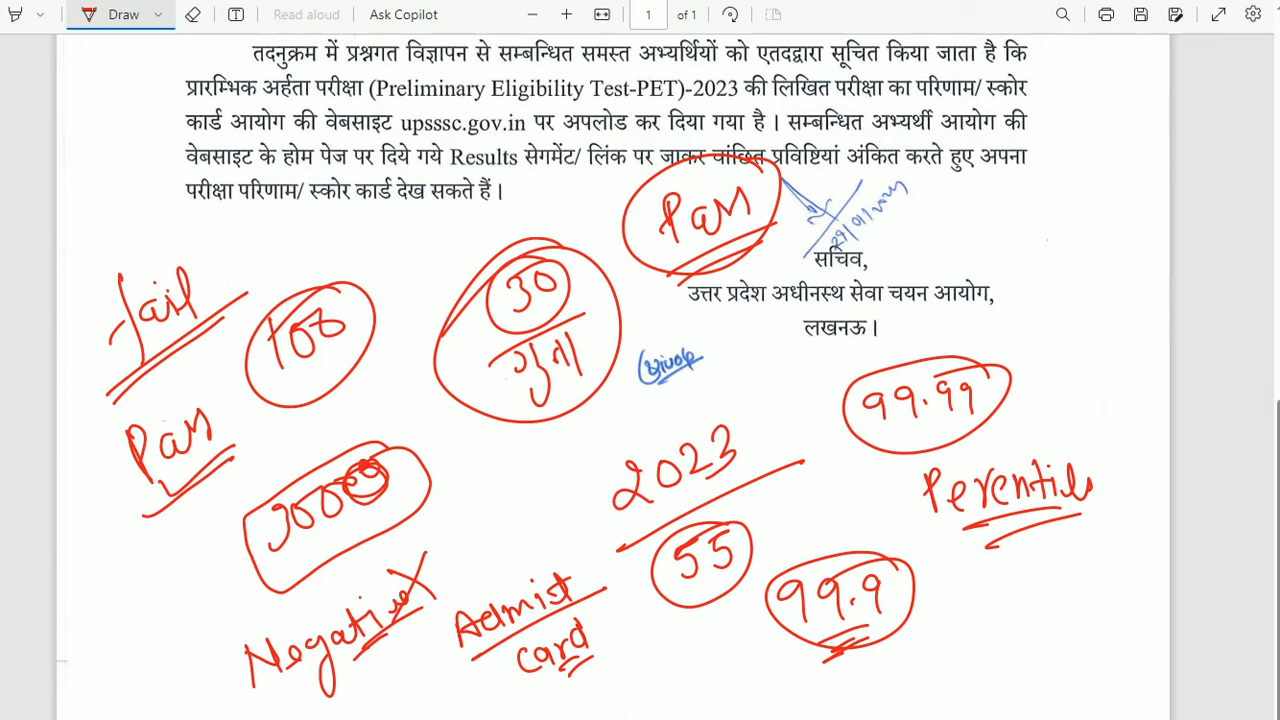 Draw
Read aloud
Ask Copilot
1 of 1
तदनुक्रम में प्रश्नगत विज्ञापन से सम्बन्धित समस्त अभ्यर्थियों को एतदद्वारा सूचित किया जाता है कि
प्रारम्भिक अर्हता परीक्षा (Preliminary Eligibility Test-PET)-2023 की लिखित परीक्षा का परिणाम/ स्कोर
कार्ड आयोग की वेबसाइट upsssc.gov.in पर अपलोड कर दिया गया है। सम्बन्धित अभ्यर्थी आयोग की
वेबसाइट के होम पेज पर दिये गये Results सेगमेंट/ लिंक पर जाकर वांछित प्रविष्टियां अंकित करते हुए अपना
परीक्षा परिणाम/ स्कोर कार्ड देख सकते हैं।
Pass
सचिव,
उत्तर प्रदेश अधीनस्थ सेवा चयन आयोग,
लखनऊ।
fail
100
30
गुना
Pass
99.99
2023
Perentile
55
99.9
Negative
Admist
Card